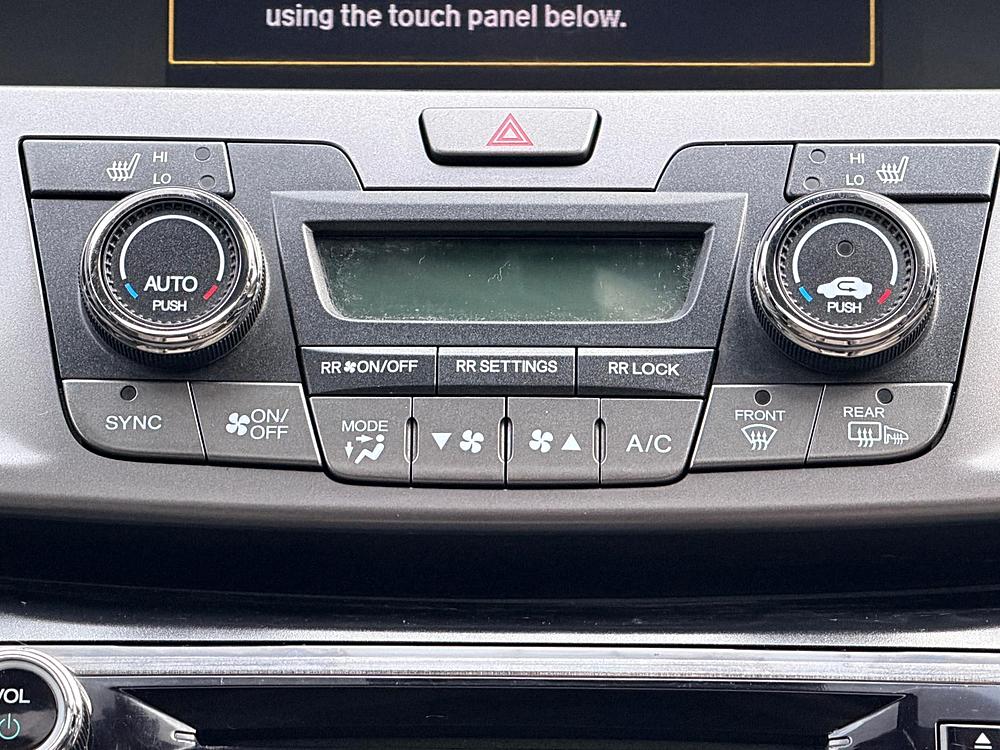 using the touch panel below.
HI
LO
HI
LO
AUTO
PUSH
PUSH
RR ON/OFF
RR SETTINGS
RR LOCK
SYNC
ON/
OFF
MODE
A/C
FRONT
REAR
VOL